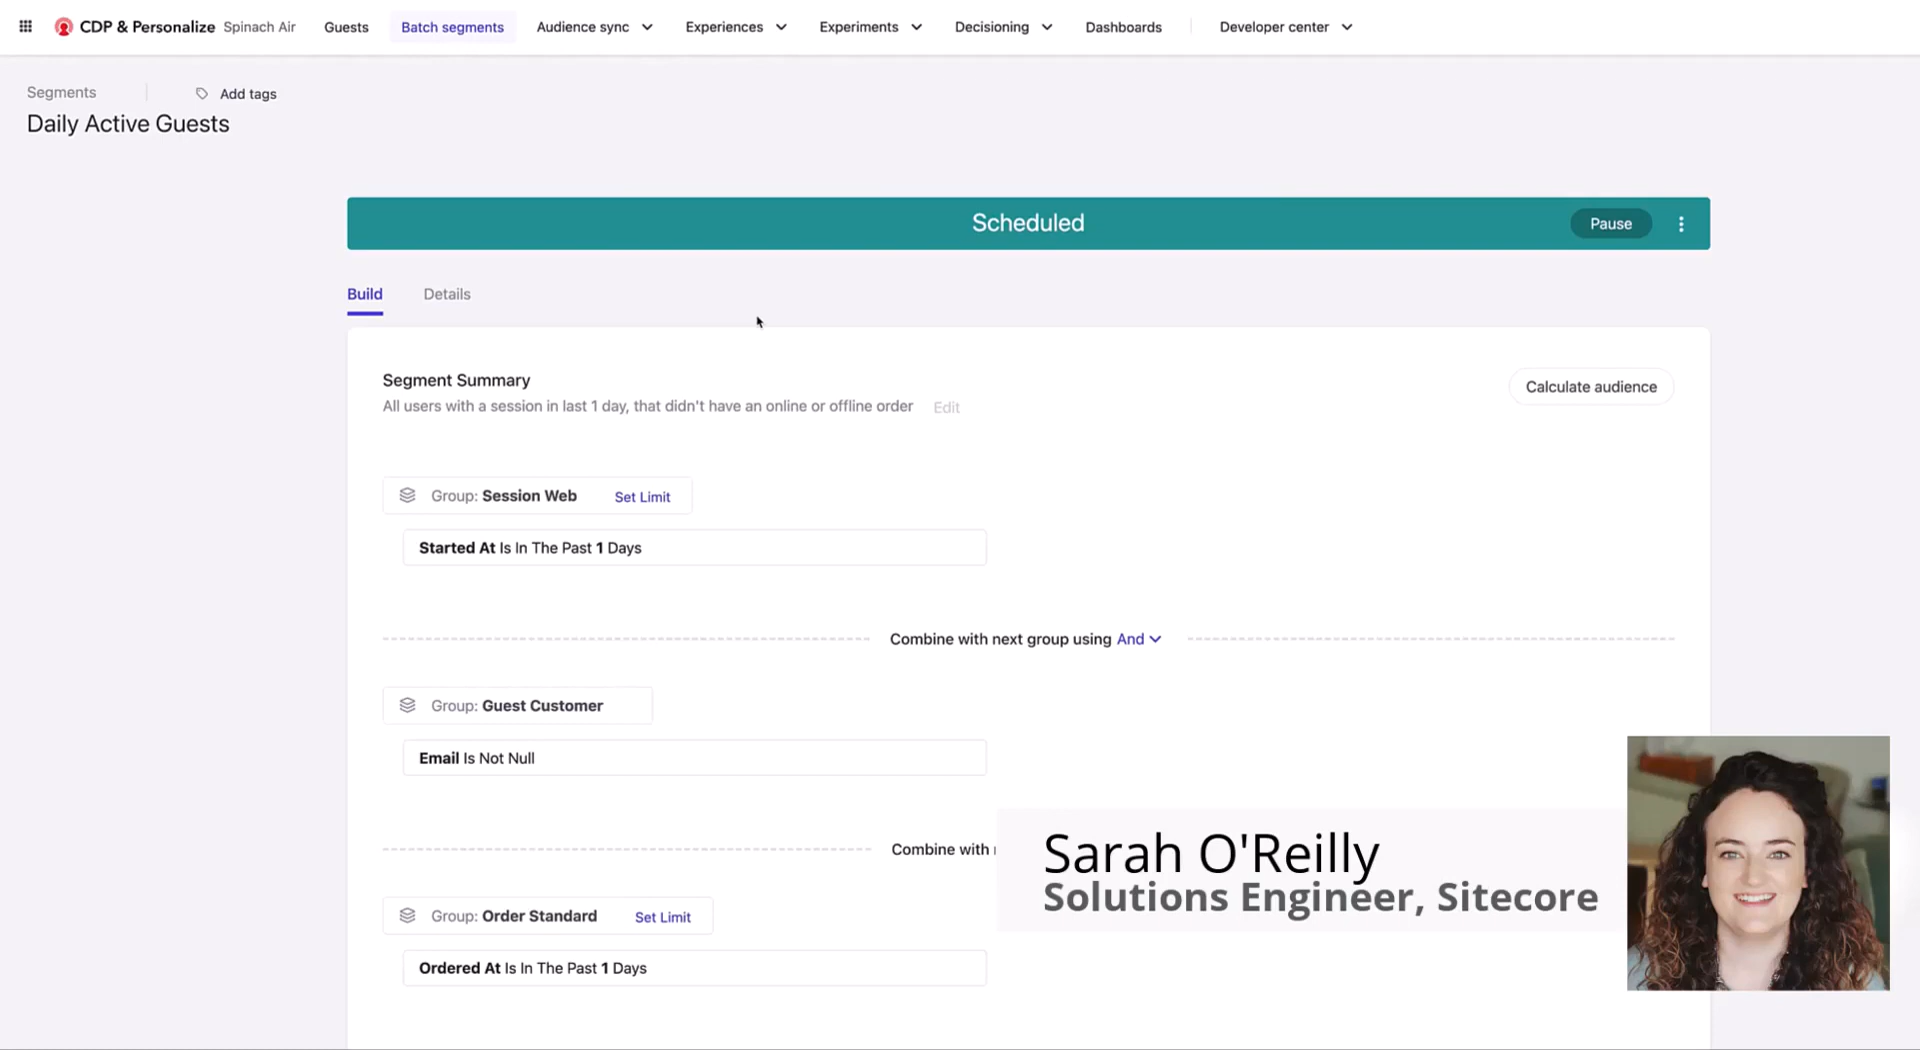 CDP & Personalize Spinach Air Guests Batch segments Audience sync Experiences Experiments Decisioning Dashboards Developer center
Segments Add tags
Daily Active Guests
Scheduled Pause
Build Details
Segment Summary
Calculate audience
All users with a session in last 1 day, that didn't have an online or offline order Edit
Group: Session Web Set Limit
Started At Is In The Past 1 Days
Combine with next group using And
Group: Guest Customer
Email Is Not Null
Combine with
Sarah O'Reilly
Solutions Engineer, Sitecore
Group: Order Standard Set Limit
Ordered At Is In The Past 1 Days